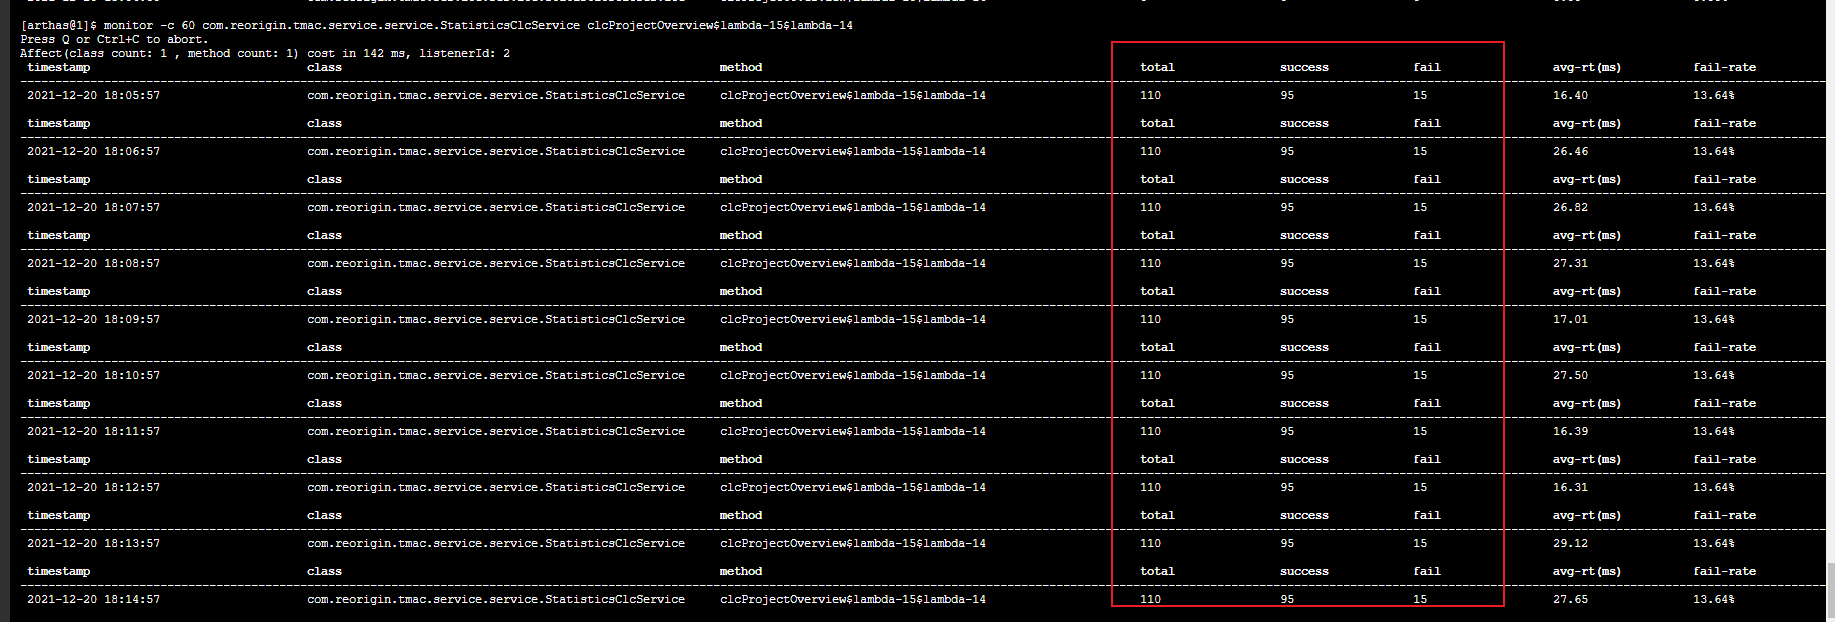 [arthas@1]$ monitor -c 60 com.reorigin.tmac.service.service.StatisticsClcService clcProjectOverview$lambda-15$lambda-14
Press Q or Ctrl+C to abort.
Affect(class count: 1 , method count: 1) cost in 142 ms, listenerId: 2
timestamp class method total success fail avg-rt(ms) fail-rate
2021-12-20 18:05:57 com.reorigin.tmac.service.service.StatisticsClcService clcProjectOverview$lambda-15$lambda-14 110 95 15 16.40 13.64%
timestamp class method total success fail avg-rt(ms) fail-rate
2021-12-20 18:06:57 com.reorigin.tmac.service.service.StatisticsClcService clcProjectOverview$lambda-15$lambda-14 110 95 15 26.46 13.64%
timestamp class method total success fail avg-rt(ms) fail-rate
2021-12-20 18:07:57 com.reorigin.tmac.service.service.StatisticsClcService clcProjectOverview$lambda-15$lambda-14 110 95 15 26.82 13.64%
timestamp class method total success fail avg-rt(ms) fail-rate
2021-12-20 18:08:57 com.reorigin.tmac.service.service.StatisticsClcService clcProjectOverview$lambda-15$lambda-14 110 95 15 27.31 13.64%
timestamp class method total success fail avg-rt(ms) fail-rate
2021-12-20 18:09:57 com.reorigin.tmac.service.service.StatisticsClcService clcProjectOverview$lambda-15$lambda-14 110 95 15 17.01 13.64%
timestamp class method total success fail avg-rt(ms) fail-rate
2021-12-20 18:10:57 com.reorigin.tmac.service.service.StatisticsClcService clcProjectOverview$lambda-15$lambda-14 110 95 15 27.50 13.64%
timestamp class method total success fail avg-rt(ms) fail-rate
2021-12-20 18:11:57 com.reorigin.tmac.service.service.StatisticsClcService clcProjectOverview$lambda-15$lambda-14 110 95 15 16.39 13.64%
timestamp class method total success fail avg-rt(ms) fail-rate
2021-12-20 18:12:57 com.reorigin.tmac.service.service.StatisticsClcService clcProjectOverview$lambda-15$lambda-14 110 95 15 16.31 13.64%
timestamp class method total success fail avg-rt(ms) fail-rate
2021-12-20 18:13:57 com.reorigin.tmac.service.service.StatisticsClcService clcProjectOverview$lambda-15$lambda-14 110 95 15 29.12 13.64%
timestamp class method total success fail avg-rt(ms) fail-rate
2021-12-20 18:14:57 com.reorigin.tmac.service.service.StatisticsClcService clcProjectOverview$lambda-15$lambda-14 110 95 15 27.65 13.64%